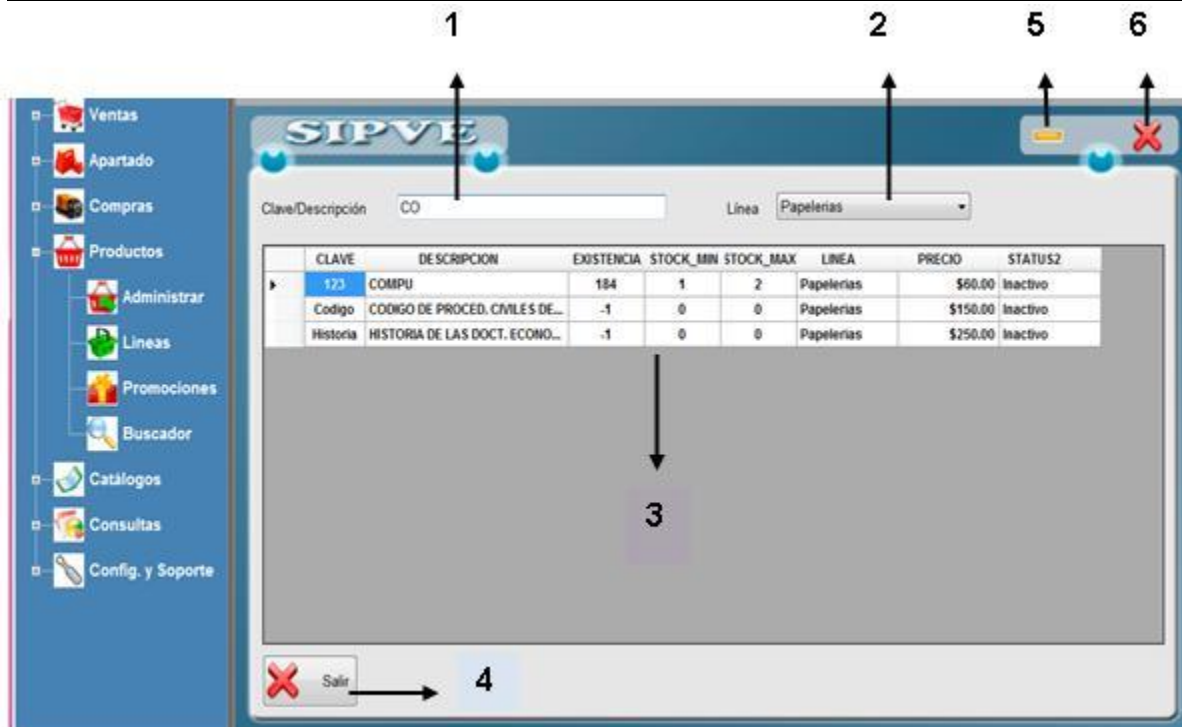 1 2 5 6
Ventas
SIPVE
Apartado
Compras
Clave/Descripción CO Línea Papelerias
Productos
CLAVE DESCRIPCION EXISTENCIA STOCK_MIN STOCK_MAX LINEA PRECIO STATUS2
123 COMPU 184 1 2 Papelerias $60.00 Inactivo
Codigo CODIGO DE PROCED. CIVILES DE... -1 0 0 Papelerias $150.00 Inactivo
Historia HISTORIA DE LAS DOCT. ECONO... -1 0 0 Papelerias $250.00 Inactivo
Administrar
Lineas
Promociones
Buscador
Catálogos
Consultas
Config. y Soporte
3
Salir 4